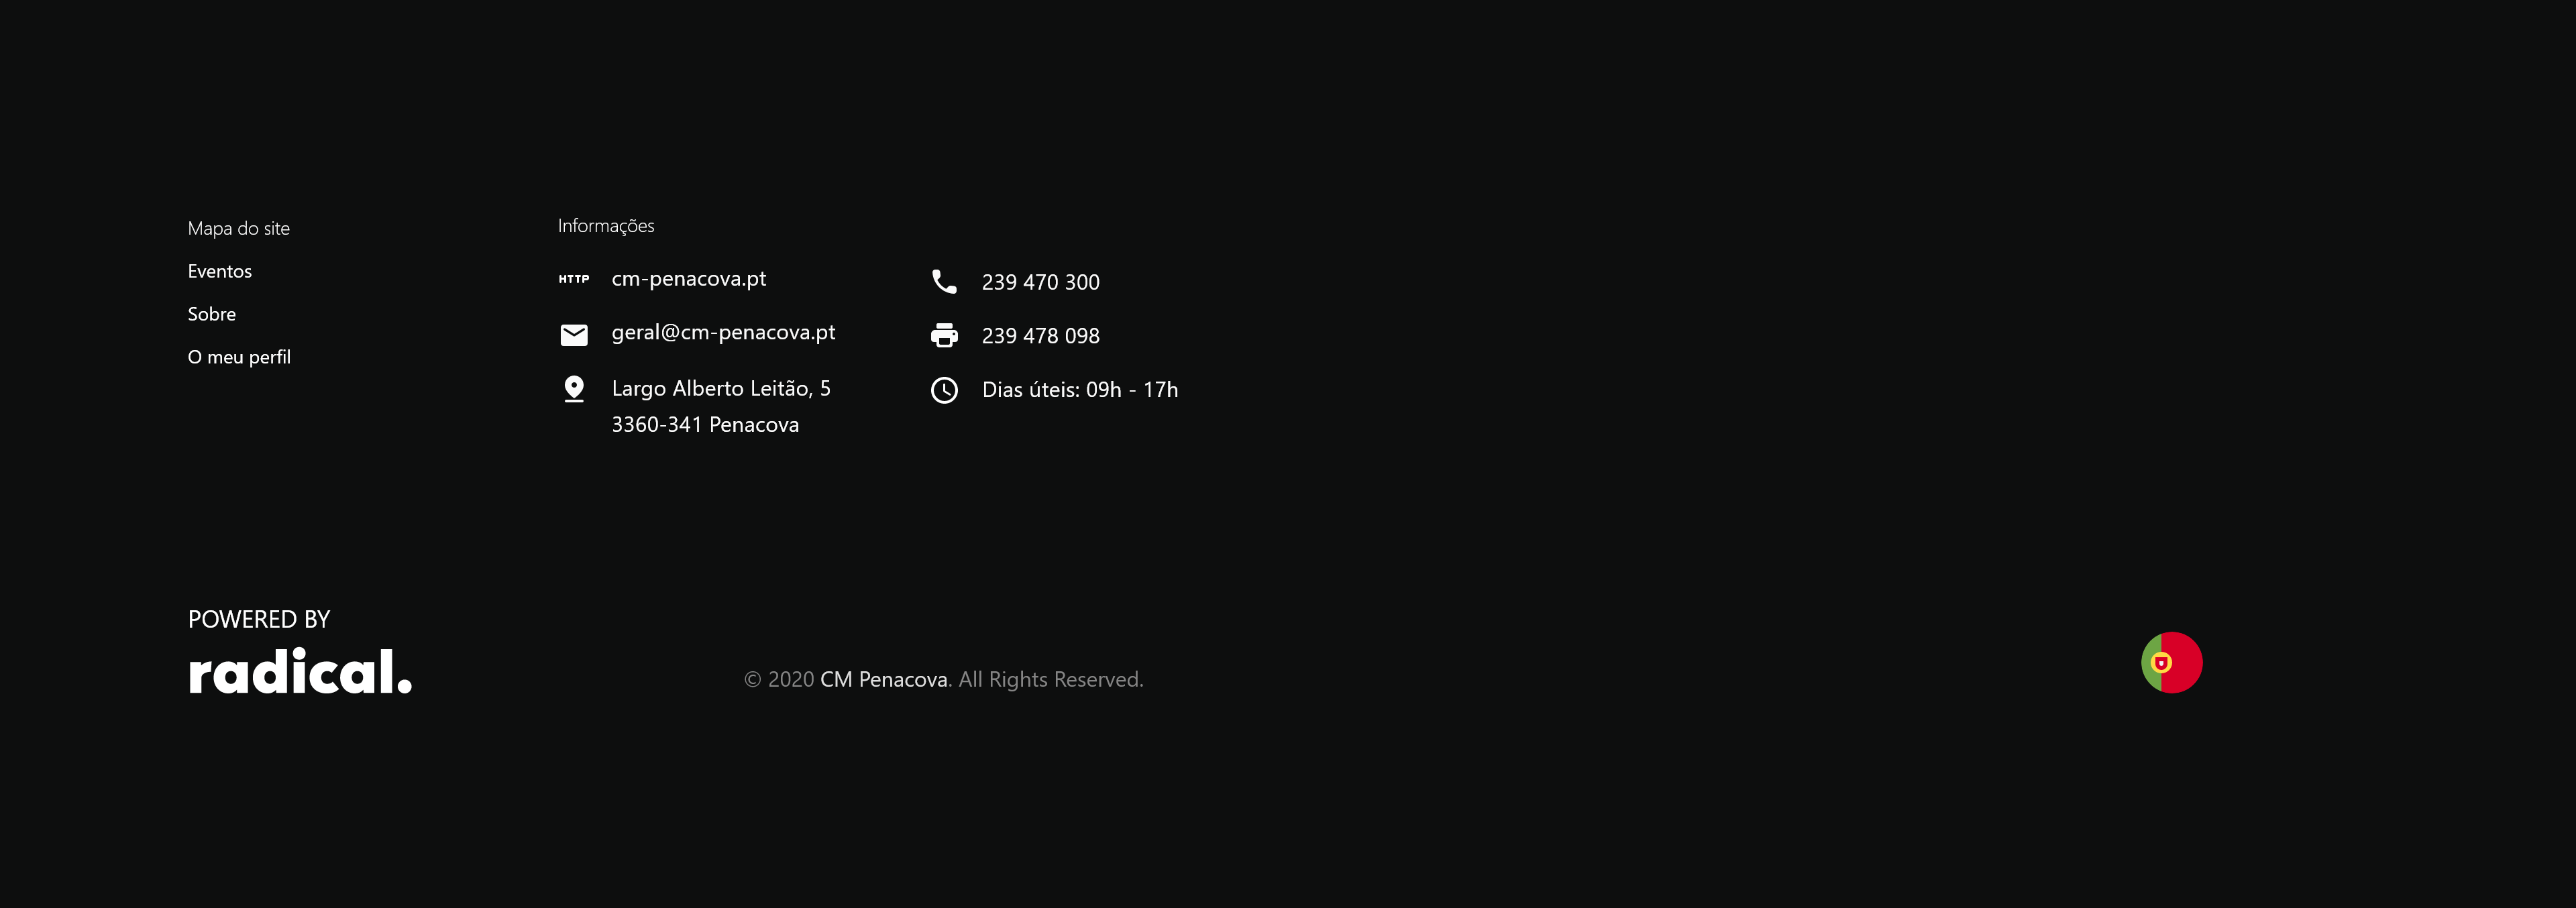 Mapa do site
Eventos
Sobre
O meu perfil
Informações
HTTP cm-penacova.pt
geral@cm-penacova.pt
Largo Alberto Leitão, 5
3360-341 Penacova
239 470 300
239 478 098
Dias úteis: 09h - 17h
POWERED BY
radical.
© 2020 CM Penacova. All Rights Reserved.